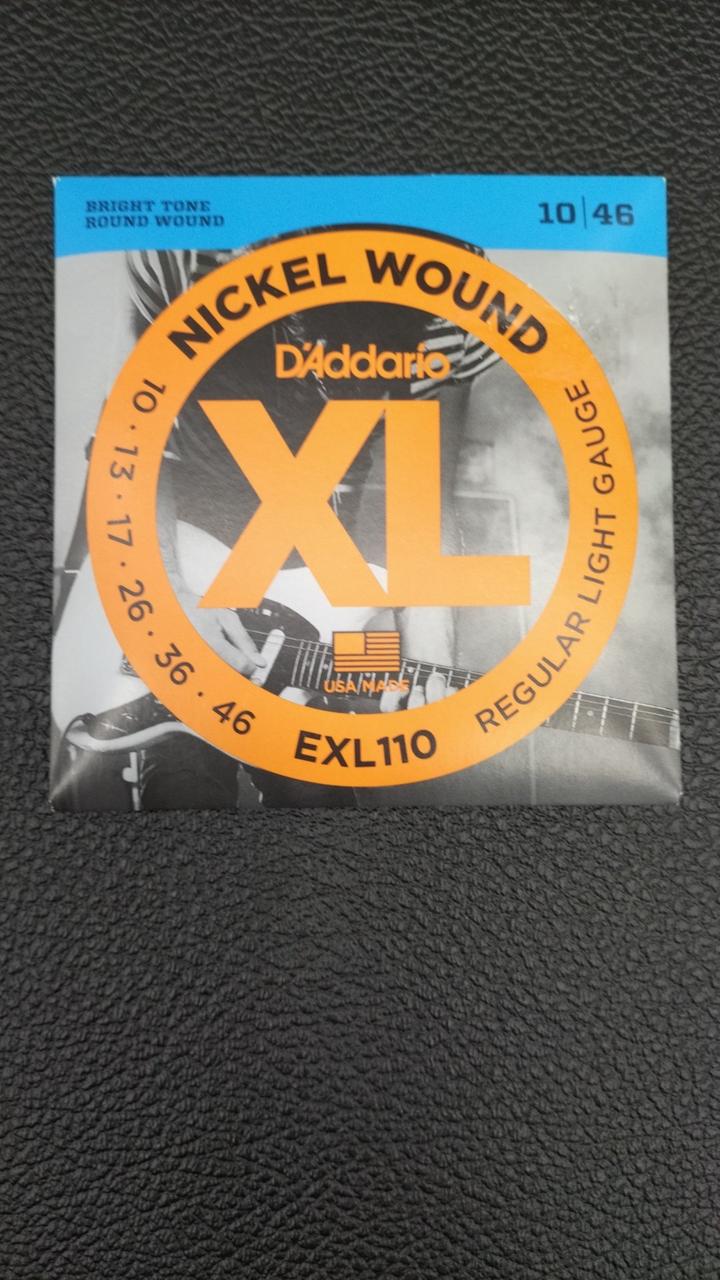 BRIGHT TONE
ROUND WOUND
10|46
NICKEL WOUND
D'Addario
XL
USA MADE
10 · 13 · 17 · 26 · 36 · 46
EXL110
REGULAR LIGHT GAUGE